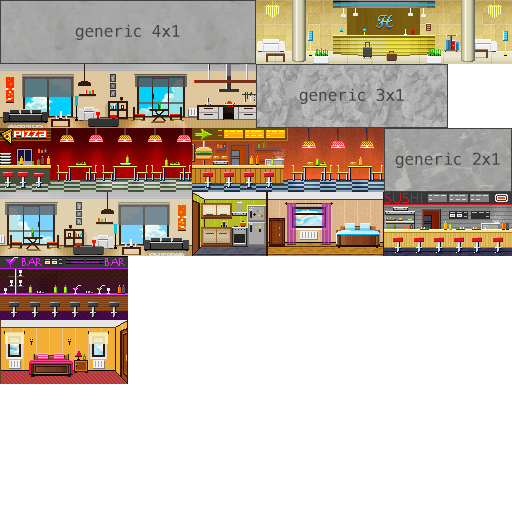 generic 4x1
H
generic 3x1
PIZZA
generic 2x1
SUSHI
BAR BAR